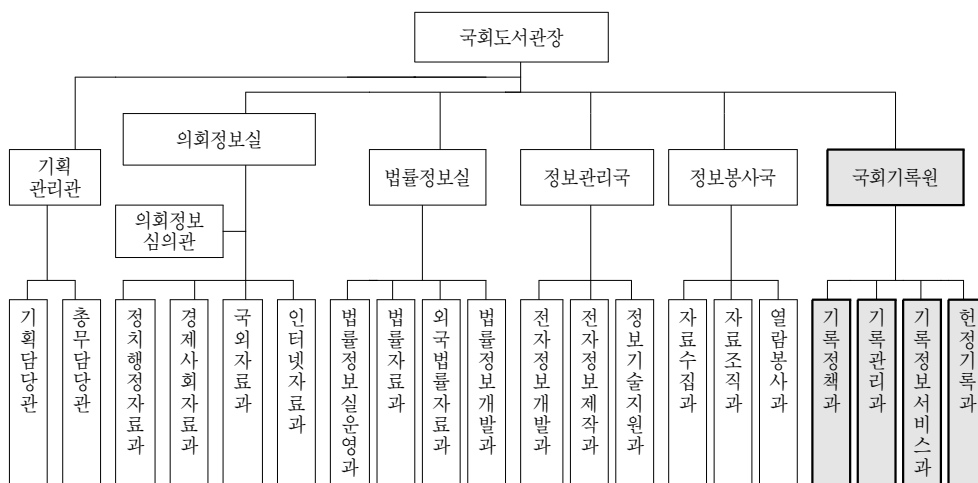 국회도서관장
의회정보실
기획
관리관
법률정보실
정보관리국
정보봉사국
국회기록원
의회정보
심의관
기획담당관
총무담당관
정치행정자료과
경제사회자료과
국외자료과
인터넷자료과
법률정보실운영과
법률자료과
외국법률자료과
법률정보개발과
전자정보개발과
전자정보제작과
정보기술지원과
자료수집과
자료조직과
열람봉사과
기록정책과
기록관리과
기록정보서비스과
헌정기록과